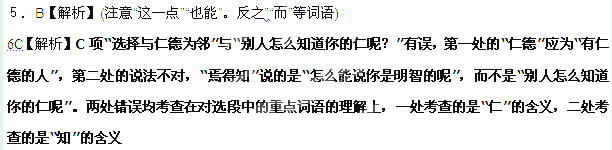 5．B【解析】(注意“这一点”“也能”。反之”“而”等词语)
6C【解析】C 项“选择与仁德为邻”与“别人怎么知道你的仁呢？”有误，第一处的“仁德”应为“有仁
德的人”，第二处的说法不对，“焉得知”说的是“怎么能说你是明智的呢”，而不是“别人怎么知道
你的仁呢”。两处错误均考查在对选段中的重点词语的理解上，一处考查的是“仁”的含义，二处考
查的是“知”的含义